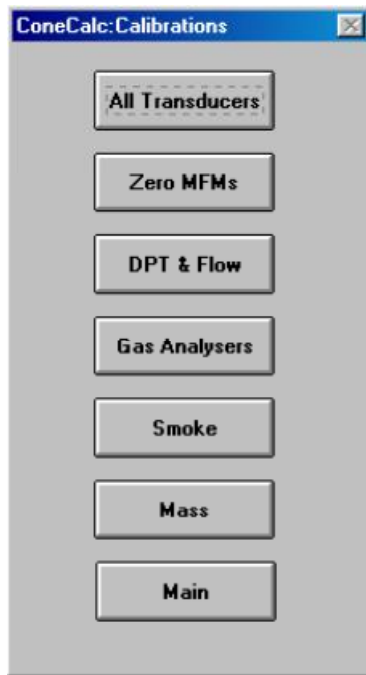 ConeCalc:Calibrations
All Transducers
Zero MFMs
DPT & Flow
Gas Analysers
Smoke
Mass
Main